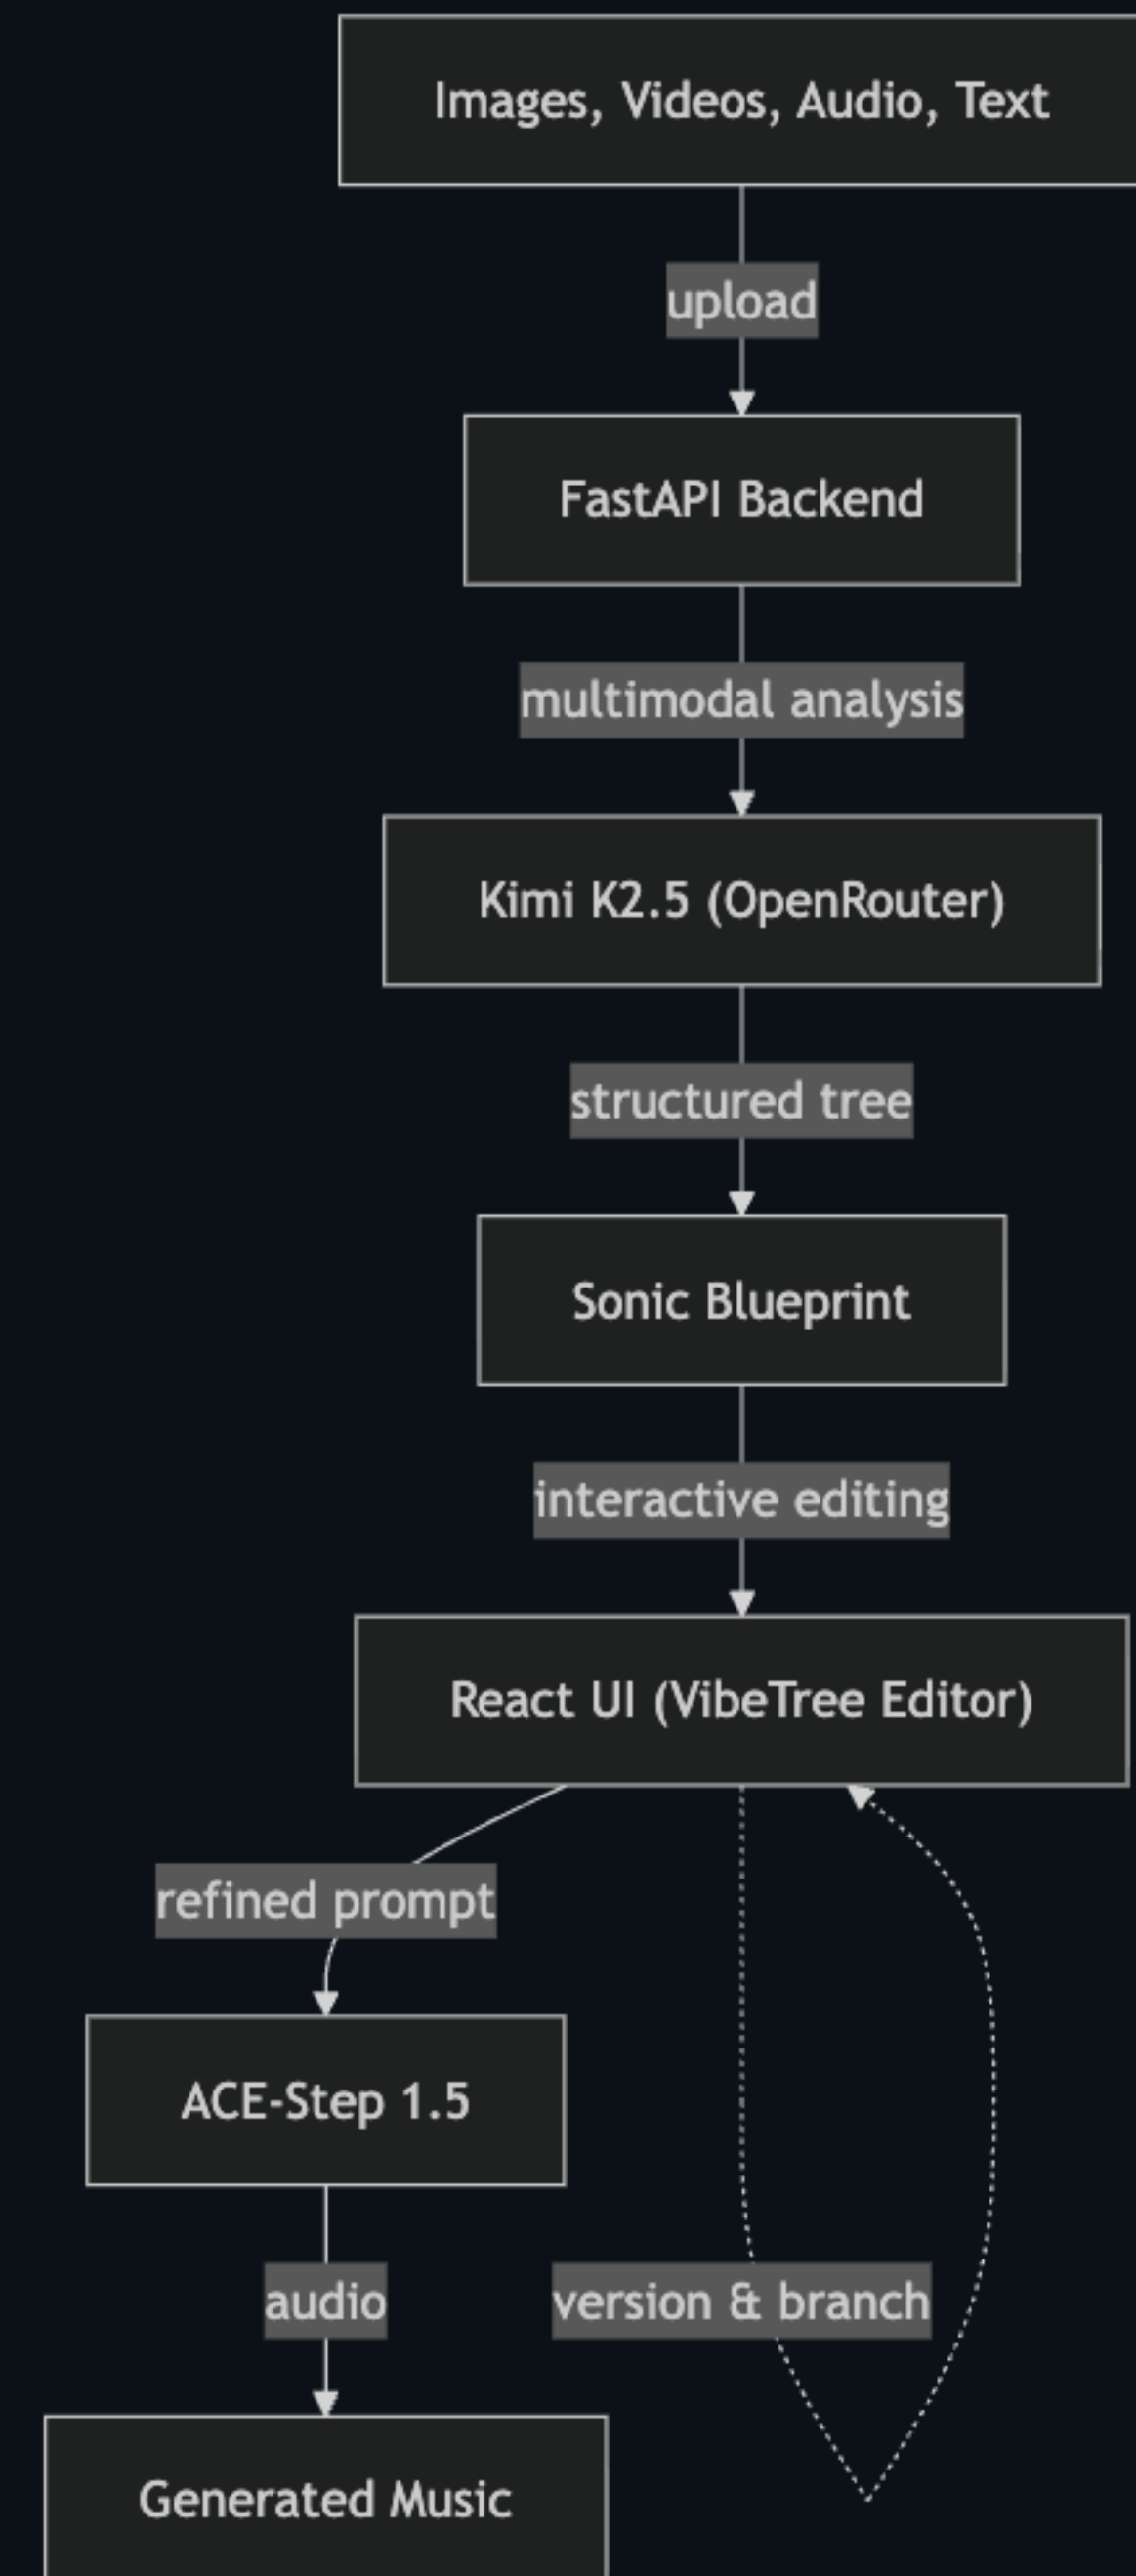 Images, Videos, Audio, Text
upload
FastAPI Backend
multimodal analysis
Kimi K2.5 (OpenRouter)
structured tree
Sonic Blueprint
interactive editing
React UI (VibeTree Editor)
refined prompt
ACE-Step 1.5
audio
version & branch
Generated Music